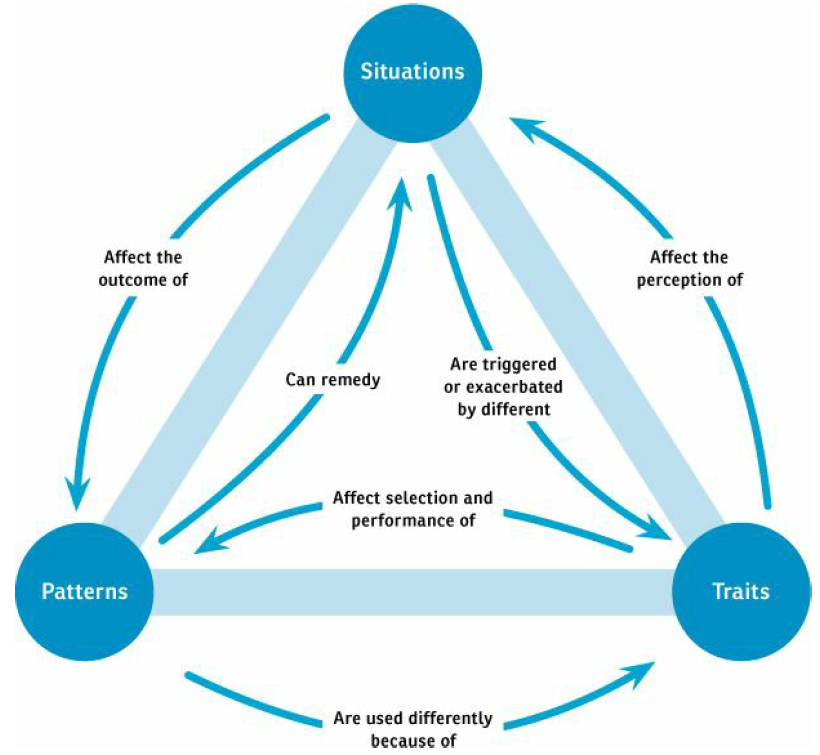 Situations
Affect the
outcome of
Affect the
perception of
Can remedy
Are triggered
or exacerbated
by different
Affect selection and
performance of
Patterns
Traits
Are used differently
because of